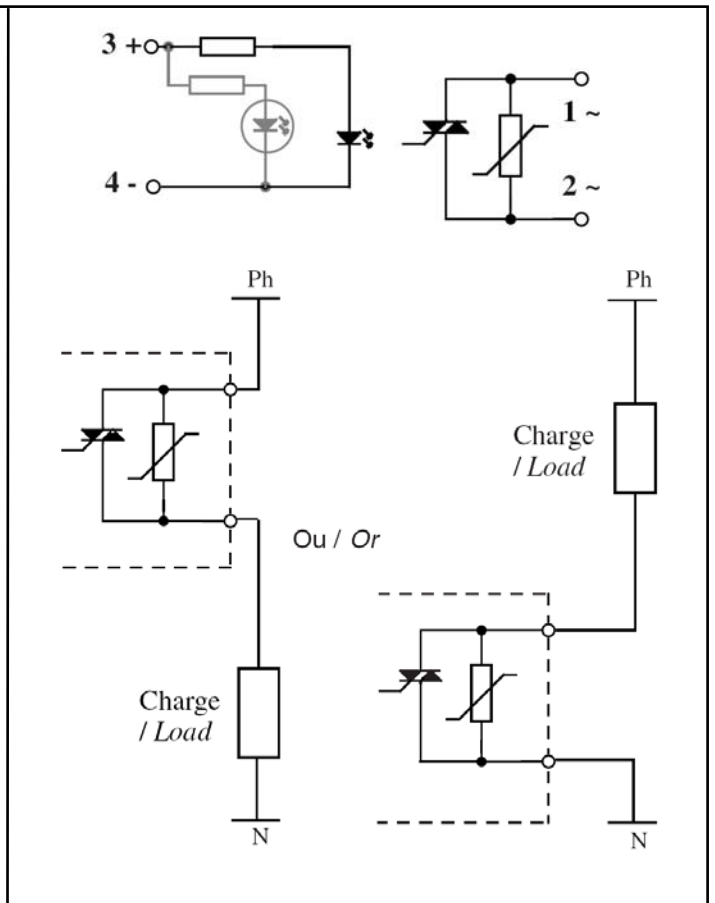 3 +
1 ~
4 -
2 ~
Ph
Ph
Charge
/ Load
Ou / Or
Charge
/ Load
N
N